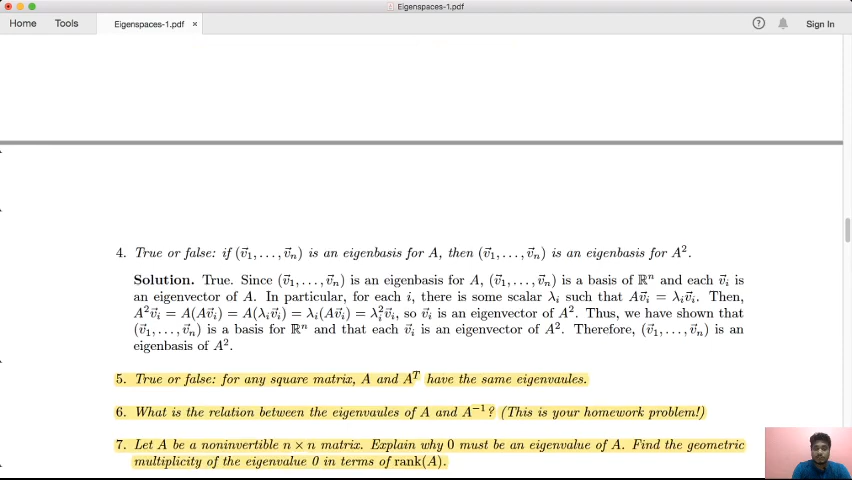 Eigenspaces-1.pdf
Home Tools Eigenspaces-1.pdf × ? Sign In
4. True or false: if (v⃗₁, . . . , v⃗ₙ) is an eigenbasis for A, then (v⃗₁, . . . , v⃗ₙ) is an eigenbasis for A².
Solution. True. Since (v⃗₁, . . . , v⃗ₙ) is an eigenbasis for A, (v⃗₁, . . . , v⃗ₙ) is a basis of ℝⁿ and each v⃗ᵢ is
an eigenvector of A. In particular, for each i, there is some scalar λᵢ such that Av⃗ᵢ = λᵢv⃗ᵢ. Then,
A²v⃗ᵢ = A(Av⃗ᵢ) = A(λᵢv⃗ᵢ) = λᵢ(Av⃗ᵢ) = λᵢ²v⃗ᵢ, so v⃗ᵢ is an eigenvector of A². Thus, we have shown that
(v⃗₁, . . . , v⃗ₙ) is a basis for ℝⁿ and that each v⃗ᵢ is an eigenvector of A². Therefore, (v⃗₁, . . . , v⃗ₙ) is an
eigenbasis of A².
5. True or false: for any square matrix, A and Aᵀ have the same eigenvaules.
6. What is the relation between the eigenvaules of A and A⁻¹? (This is your homework problem!)
7. Let A be a noninvertible n × n matrix. Explain why 0 must be an eigenvalue of A. Find the geometric
multiplicity of the eigenvalue 0 in terms of rank(A).